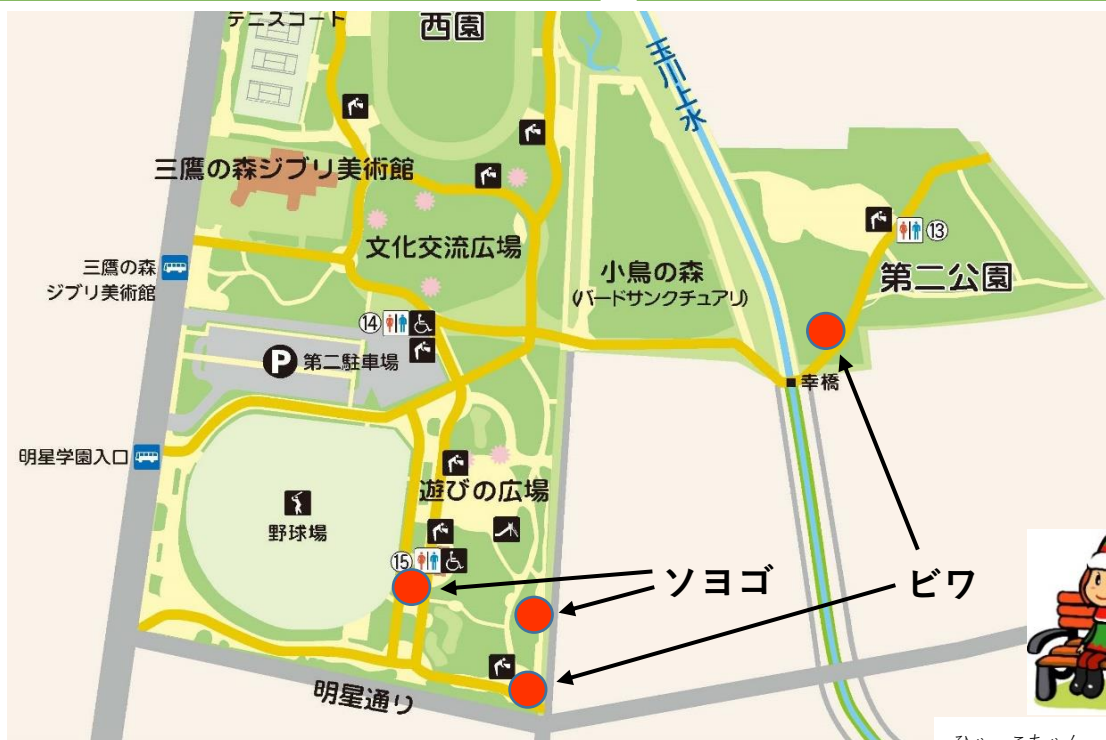 テニスコート
西園
玉川上水
三鷹の森ジブリ美術館
文化交流広場
⑬
三鷹の森
ジブリ美術館
小鳥の森
(バードサンクチュアリ)
第二公園
⑭
P 第二駐車場
幸橋
明星学園入口
遊びの広場
野球場
⑮
ソヨゴ
ビワ
明星通り